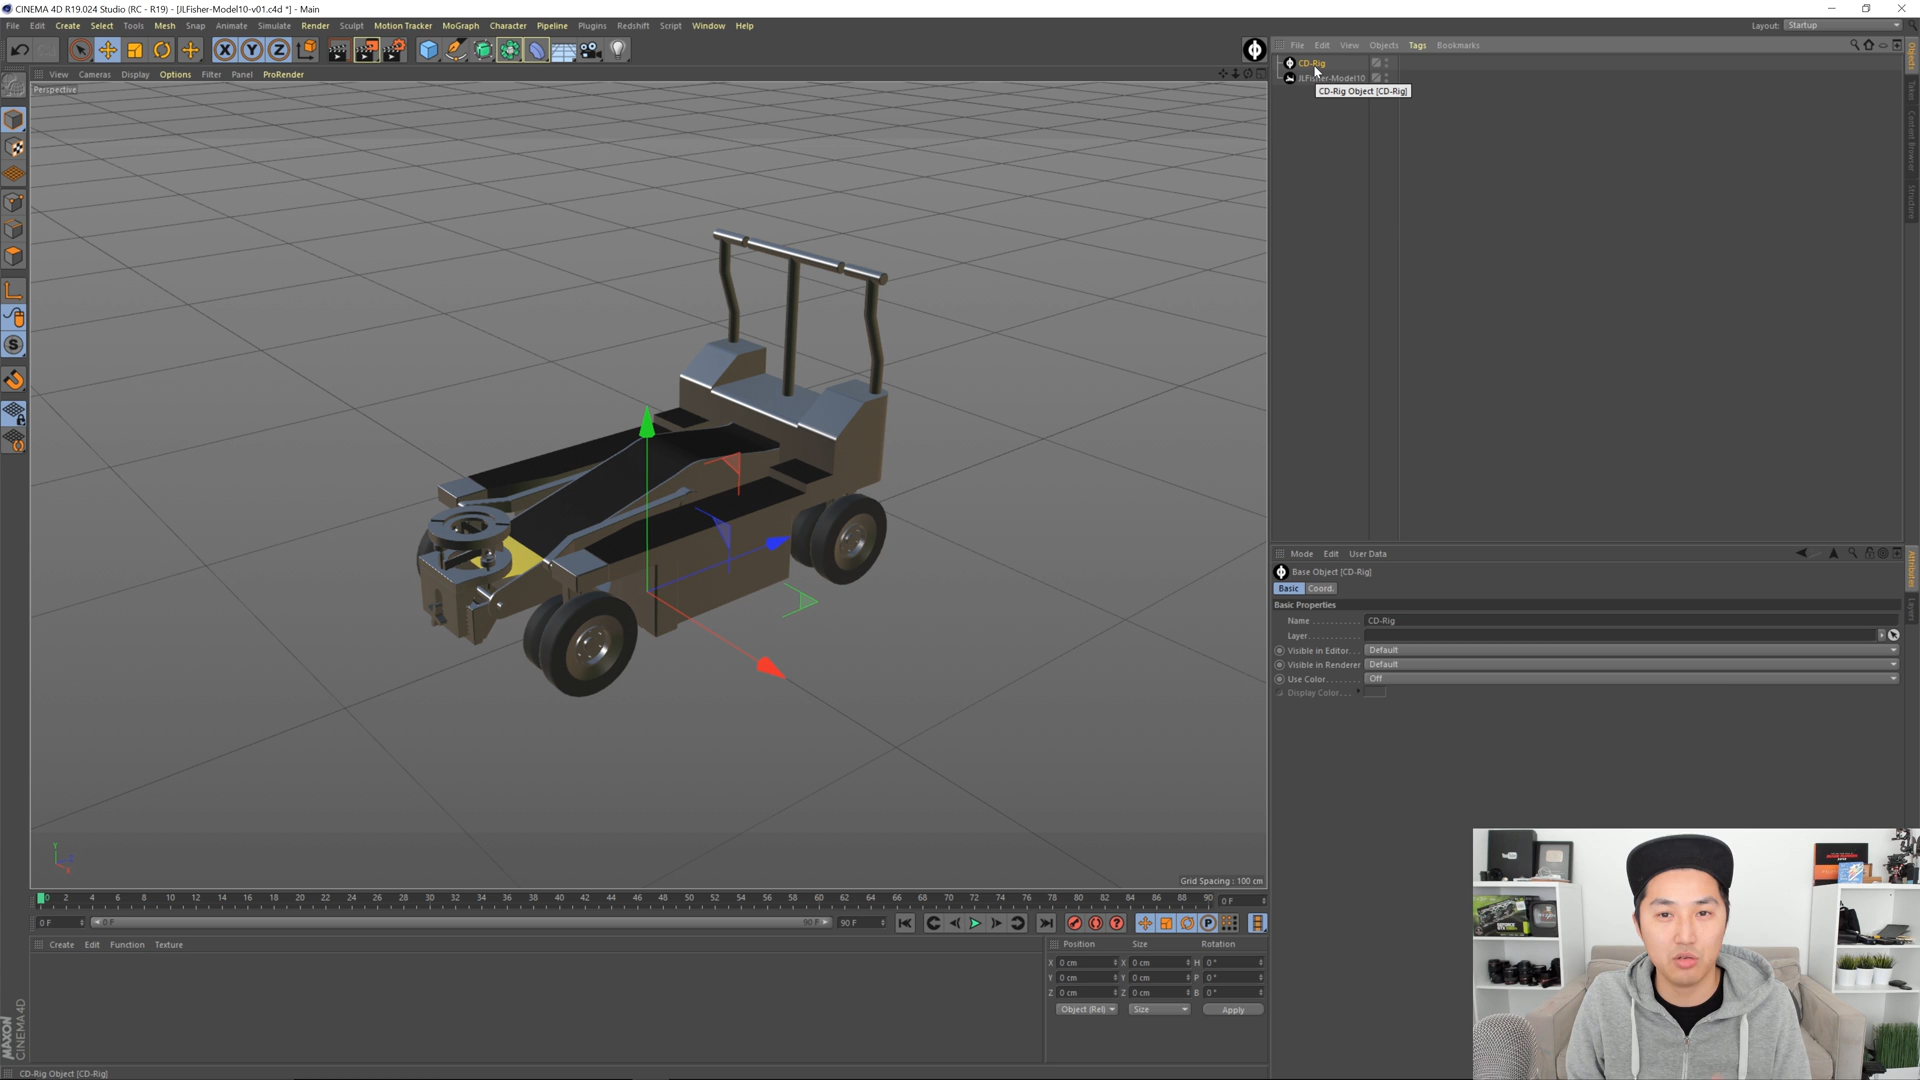 CINEMA 4D R19.024 Studio (RC - R19) - [JLFisher-Model10-v01.c4d *] - Main
File Edit Create Select Tools Mesh Snap Animate Simulate Render Sculpt Motion Tracker MoGraph Character Pipeline Plugins Redshift Script Window Help
Layout: Startup
File Edit View Objects Tags Bookmarks
View Cameras Display Options Filter Panel ProRender
Perspective
CD-Rig
JLFisher-Model10
CD-Rig Object [CD-Rig]
Objects
Takes
Content Browser
Structure
Mode Edit User Data
Base Object [CD-Rig]
Basic Coord.
Basic Properties
Name CD-Rig
Layer
Visible in Editor Default
Visible in Renderer Default
Use Color Off
Display Color
Attributes
Layers
Y
Grid Spacing : 100 cm
0 2 4 6 8 10 12 14 16 18 20 22 24 26 28 30 32 34 36 38 40 42 44 46 48 50 52 54 56 58 60 62 64 66 68 70 72 74 76 78 80 82 84 86 88 90 0 F
0 F 0 F 90 F 90 F
Create Edit Function Texture
Position Size Rotation
X 0 cm X 0 cm H 0 °
Y 0 cm Y 0 cm P 0 °
Z 0 cm Z 0 cm B 0 °
Object (Rel) Size Apply
MAXON
CINEMA 4D
CD-Rig Object [CD-Rig]